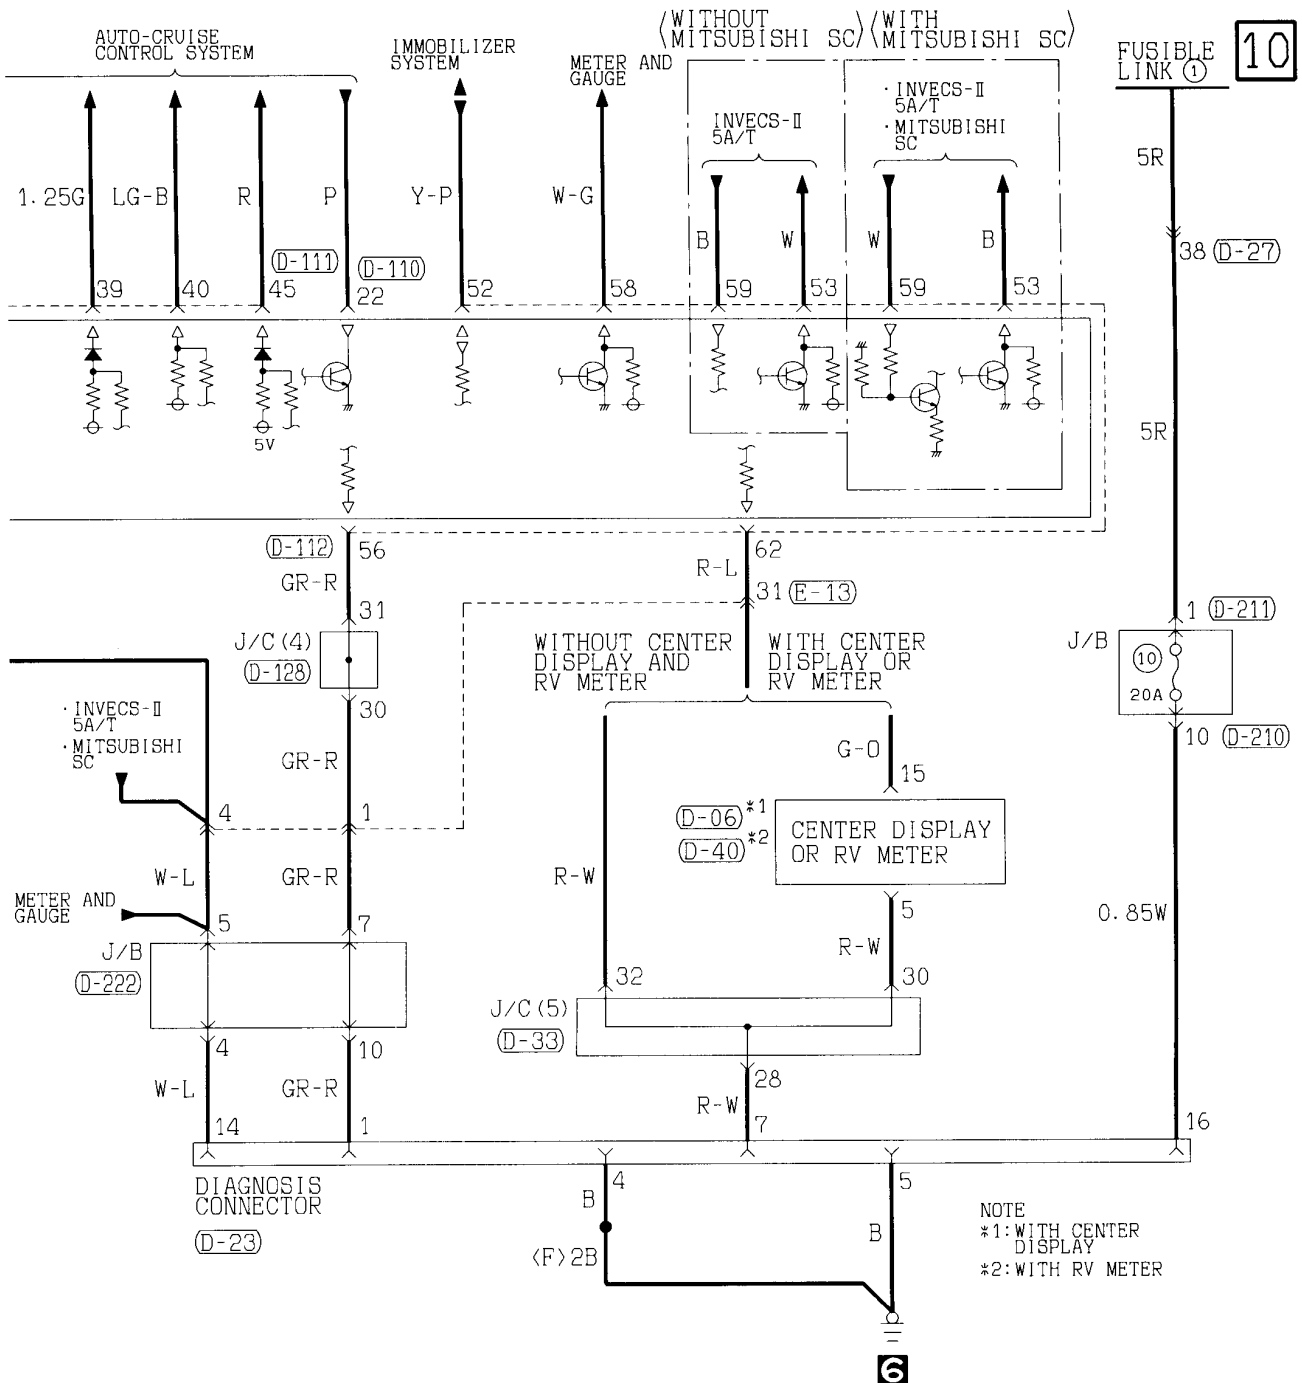 〈WITHOUT
MITSUBISHI SC〉
〈WITH
MITSUBISHI SC〉
10
AUTO-CRUISE
CONTROL SYSTEM
IMMOBILIZER
SYSTEM
METER AND
GAUGE
FUSIBLE
LINK ①
INVECS-Ⅱ
5A/T
· INVECS-Ⅱ
5A/T
· MITSUBISHI
SC
5R
1.25G
LG-B
R
P
Y-P
W-G
B
W
W
B
38 (D-27)
(D-111)
(D-110)
39
40
45
22
52
58
59
53
59
53
5V
5R
(D-112)
56
62
GR-R
R-L
31
31 (E-13)
1 (D-211)
J/C(4)
(D-128)
WITHOUT CENTER
DISPLAY AND
RV METER
WITH CENTER
DISPLAY OR
RV METER
J/B
10
20A
30
10 (D-210)
· INVECS-Ⅱ
5A/T
· MITSUBISHI
SC
GR-R
G-O
15
4
1
(D-06) *1
(D-40) *2
CENTER DISPLAY
OR RV METER
W-L
GR-R
R-W
METER AND
GAUGE
5
7
5
0.85W
J/B
(D-222)
R-W
32
30
J/C(5)
(D-33)
4
10
28
W-L
GR-R
R-W
14
1
7
16
DIAGNOSIS
CONNECTOR
(D-23)
4
5
B
〈F〉2B
B
NOTE
*1:WITH CENTER
DISPLAY
*2:WITH RV METER
6